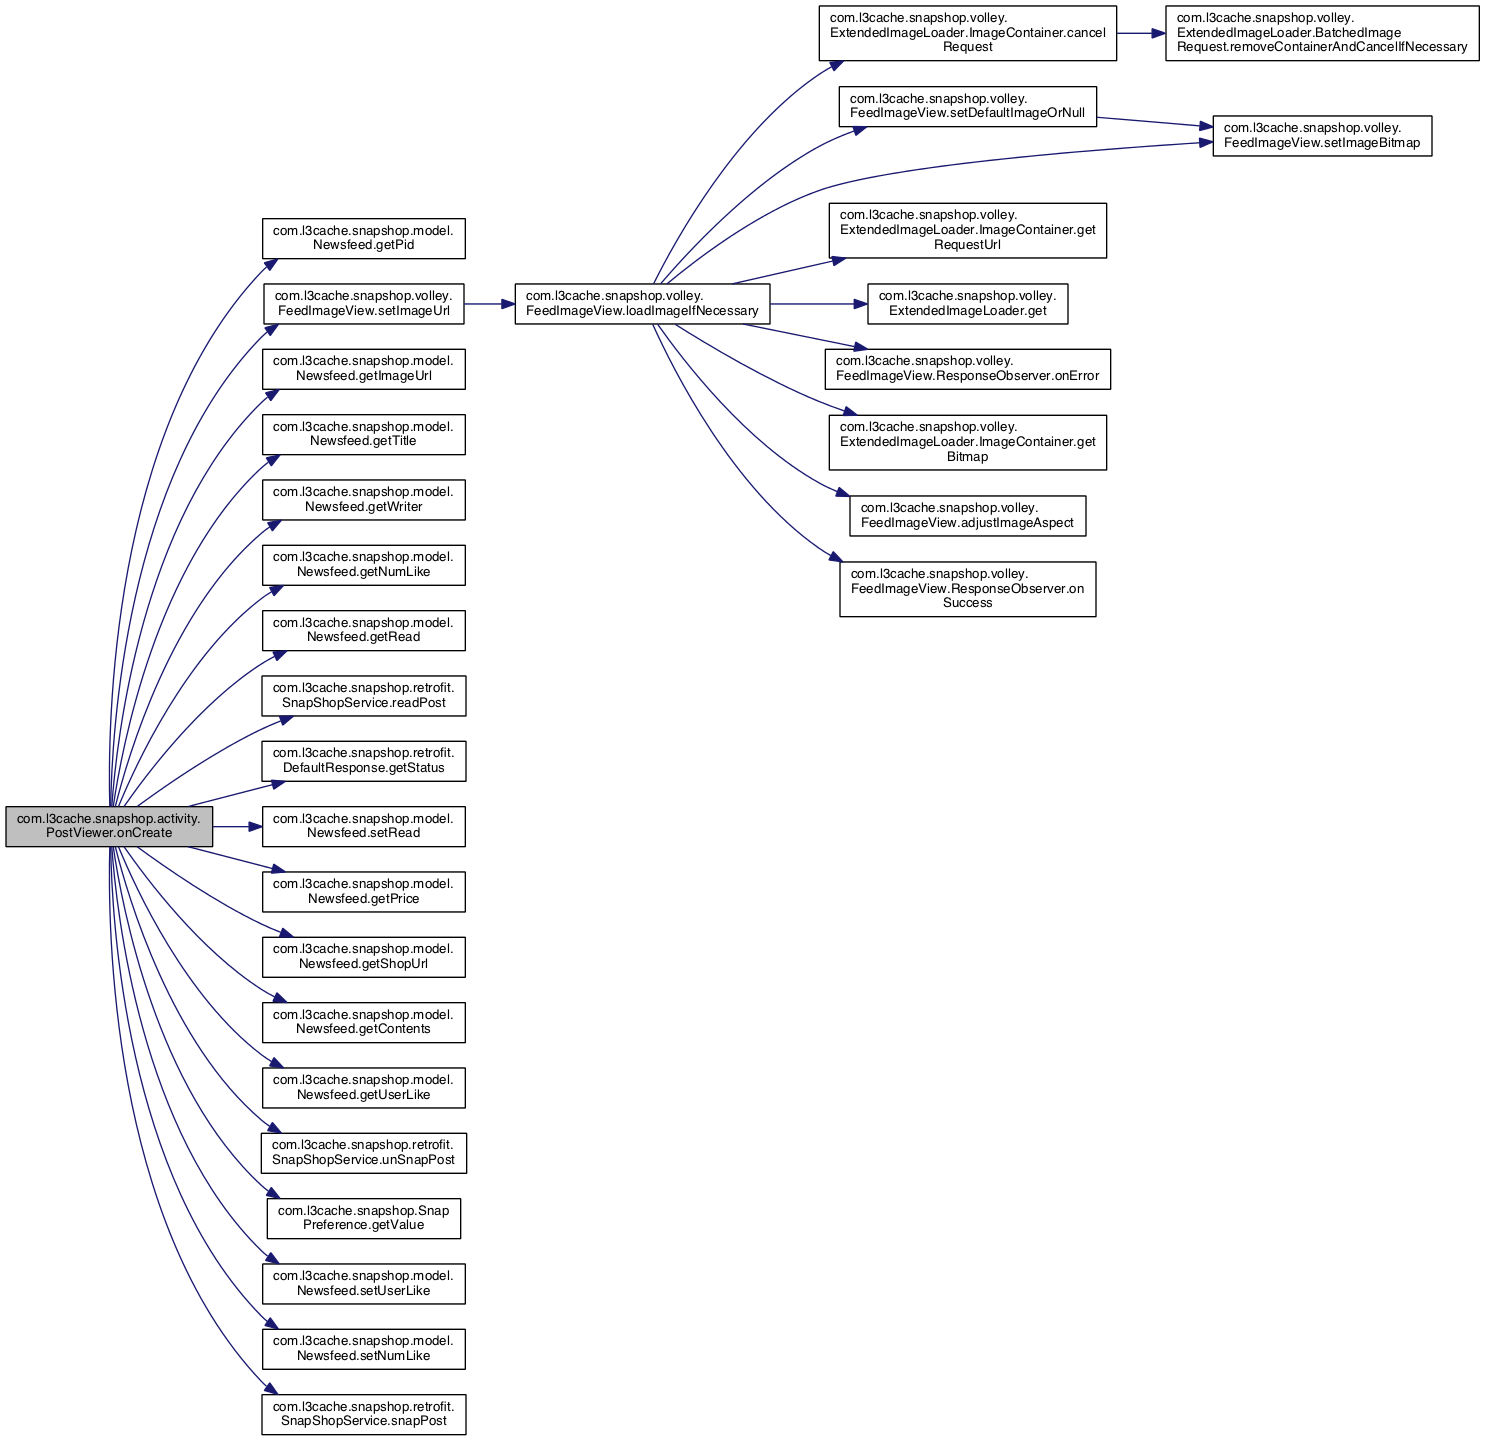 com.l3cache.snapshop.activity.
PostViewer.onCreate
com.l3cache.snapshop.model.
Newsfeed.getPid
com.l3cache.snapshop.volley.
FeedImageView.setImageUrl
com.l3cache.snapshop.model.
Newsfeed.getImageUrl
com.l3cache.snapshop.model.
Newsfeed.getTitle
com.l3cache.snapshop.model.
Newsfeed.getWriter
com.l3cache.snapshop.model.
Newsfeed.getNumLike
com.l3cache.snapshop.model.
Newsfeed.getRead
com.l3cache.snapshop.retrofit.
SnapShopService.readPost
com.l3cache.snapshop.retrofit.
DefaultResponse.getStatus
com.l3cache.snapshop.model.
Newsfeed.setRead
com.l3cache.snapshop.model.
Newsfeed.getPrice
com.l3cache.snapshop.model.
Newsfeed.getShopUrl
com.l3cache.snapshop.model.
Newsfeed.getContents
com.l3cache.snapshop.model.
Newsfeed.getUserLike
com.l3cache.snapshop.retrofit.
SnapShopService.unSnapPost
com.l3cache.snapshop.Snap
Preference.getValue
com.l3cache.snapshop.model.
Newsfeed.setUserLike
com.l3cache.snapshop.model.
Newsfeed.setNumLike
com.l3cache.snapshop.retrofit.
SnapShopService.snapPost
com.l3cache.snapshop.volley.
FeedImageView.loadImageIfNecessary
com.l3cache.snapshop.volley.
ExtendedImageLoader.ImageContainer.cancel
Request
com.l3cache.snapshop.volley.
FeedImageView.setDefaultImageOrNull
com.l3cache.snapshop.volley.
ExtendedImageLoader.ImageContainer.get
RequestUrl
com.l3cache.snapshop.volley.
ExtendedImageLoader.get
com.l3cache.snapshop.volley.
FeedImageView.ResponseObserver.onError
com.l3cache.snapshop.volley.
ExtendedImageLoader.ImageContainer.get
Bitmap
com.l3cache.snapshop.volley.
FeedImageView.adjustImageAspect
com.l3cache.snapshop.volley.
FeedImageView.ResponseObserver.on
Success
com.l3cache.snapshop.volley.
ExtendedImageLoader.BatchedImage
Request.removeContainerAndCancelIfNecessary
com.l3cache.snapshop.volley.
FeedImageView.setImageBitmap